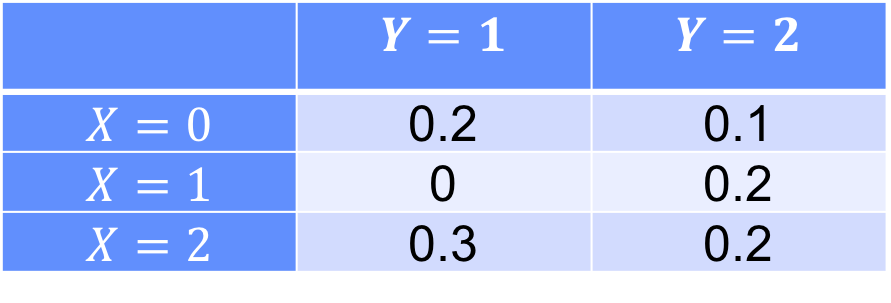 Y = 1 Y = 2
X = 0 0.2 0.1
X = 1 0 0.2
X = 2 0.3 0.2